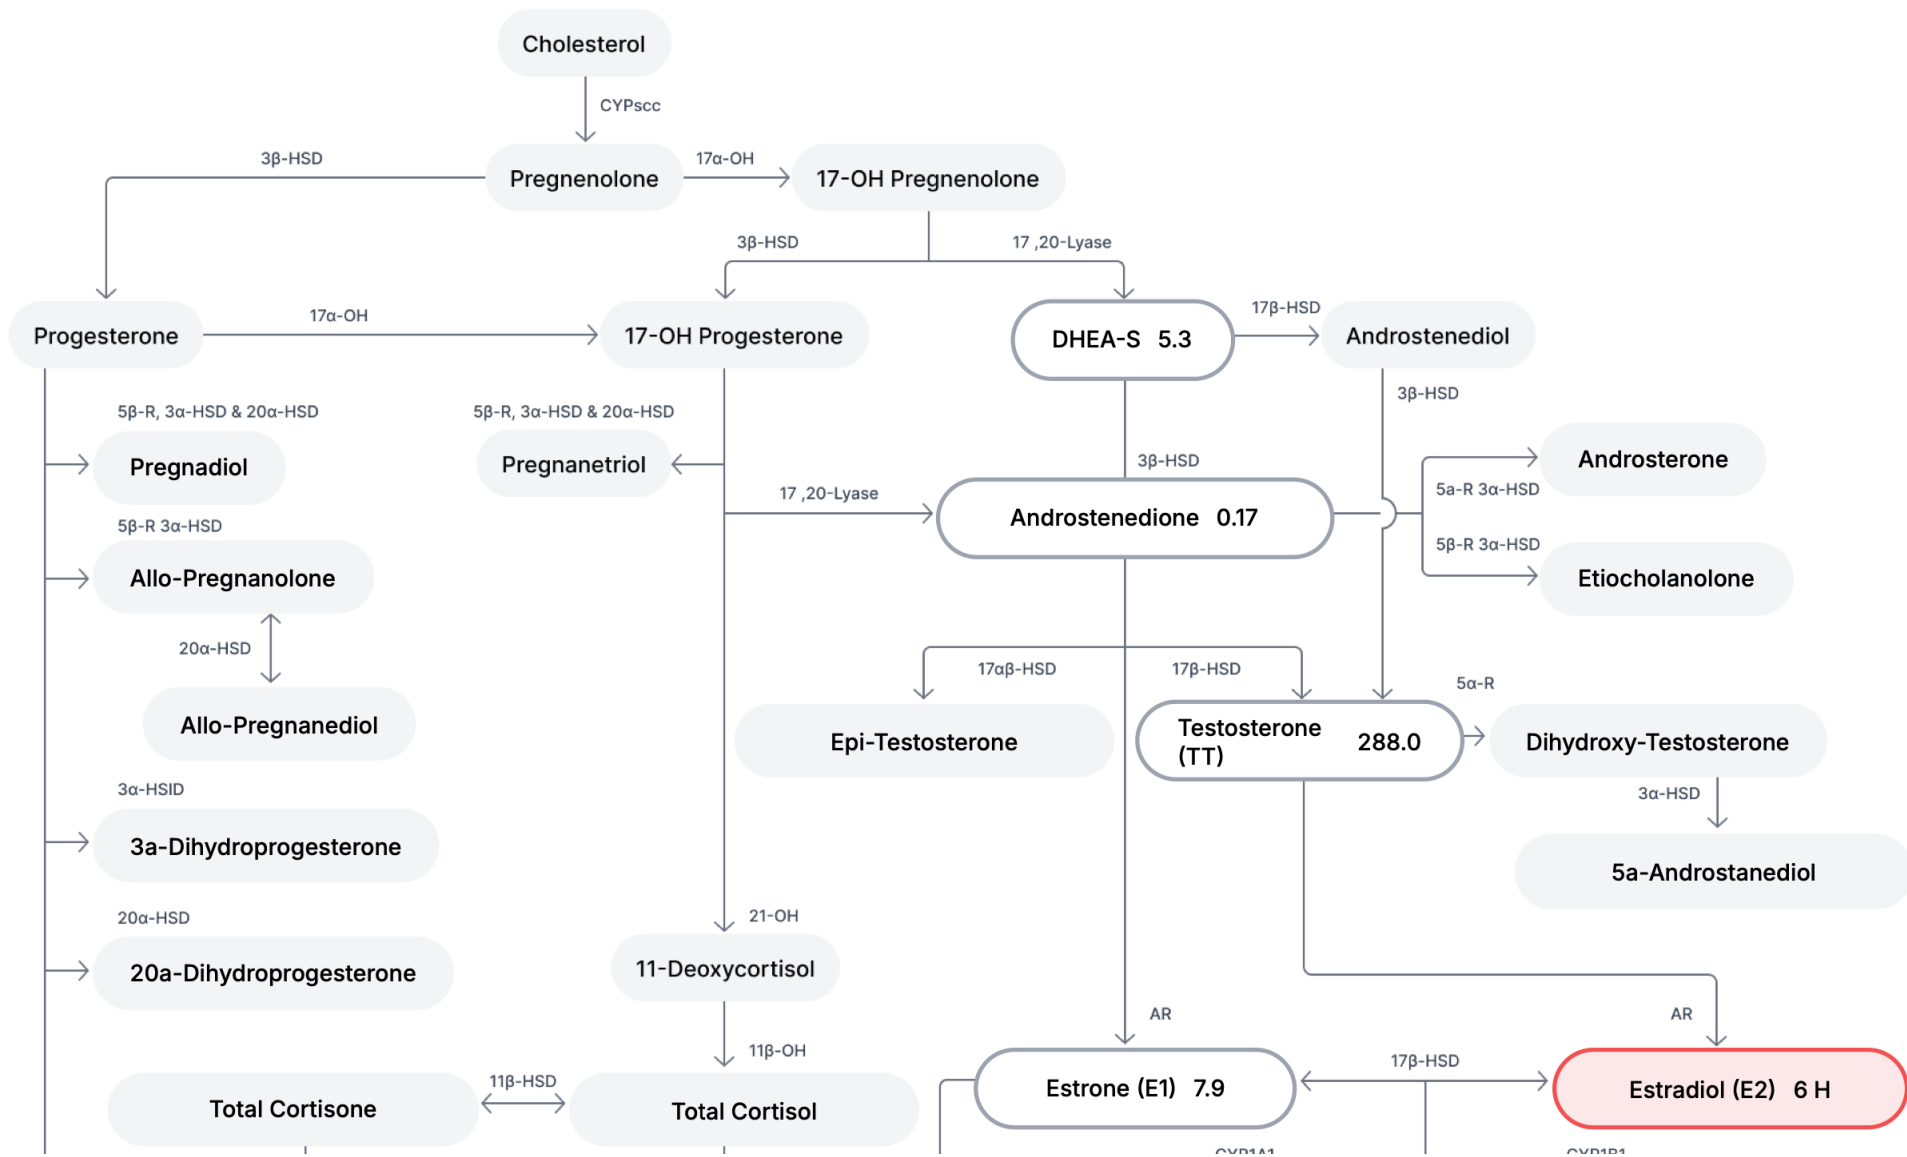 Cholesterol
CYPscc
3β-HSD
17α-OH
Pregnenolone
17-OH Pregnenolone
3β-HSD
17 ,20-Lyase
17α-OH
17β-HSD
Progesterone
17-OH Progesterone
DHEA-S 5.3
Androstenediol
3β-HSD
5β-R, 3α-HSD & 20α-HSD
5β-R, 3α-HSD & 20α-HSD
Pregnadiol
Pregnanetriol
3β-HSD
Androsterone
17 ,20-Lyase
5a-R 3α-HSD
Androstenedione 0.17
5β-R 3α-HSD
5β-R 3α-HSD
Allo-Pregnanolone
Etiocholanolone
20α-HSD
17αβ-HSD
17β-HSD
5α-R
Allo-Pregnanediol
Epi-Testosterone
Testosterone
(TT)
288.0
Dihydroxy-Testosterone
3α-HSID
3α-HSD
3a-Dihydroprogesterone
5a-Androstanediol
20α-HSD
21-OH
20a-Dihydroprogesterone
11-Deoxycortisol
AR
AR
11β-OH
17β-HSD
11β-HSD
Total Cortisone
Total Cortisol
Estrone (E1) 7.9
Estradiol (E2) 6 H
CYP1A1
CYP1B1